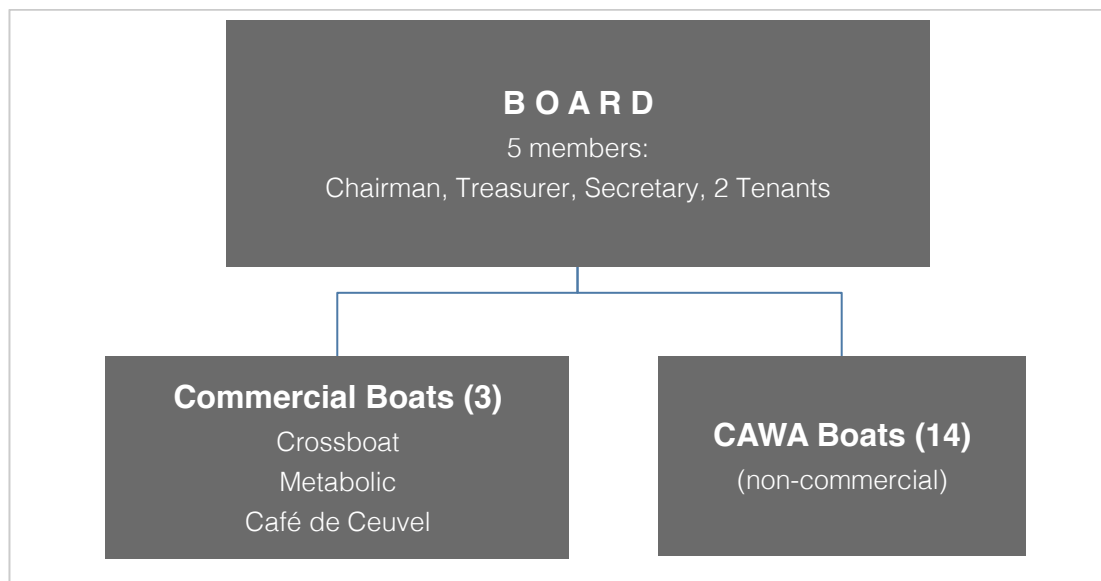 BOARD
5 members:
Chairman, Treasurer, Secretary, 2 Tenants
Commercial Boats (3)
Crossboat
Metabolic
Café de Ceuvel
CAWA Boats (14)
(non-commercial)